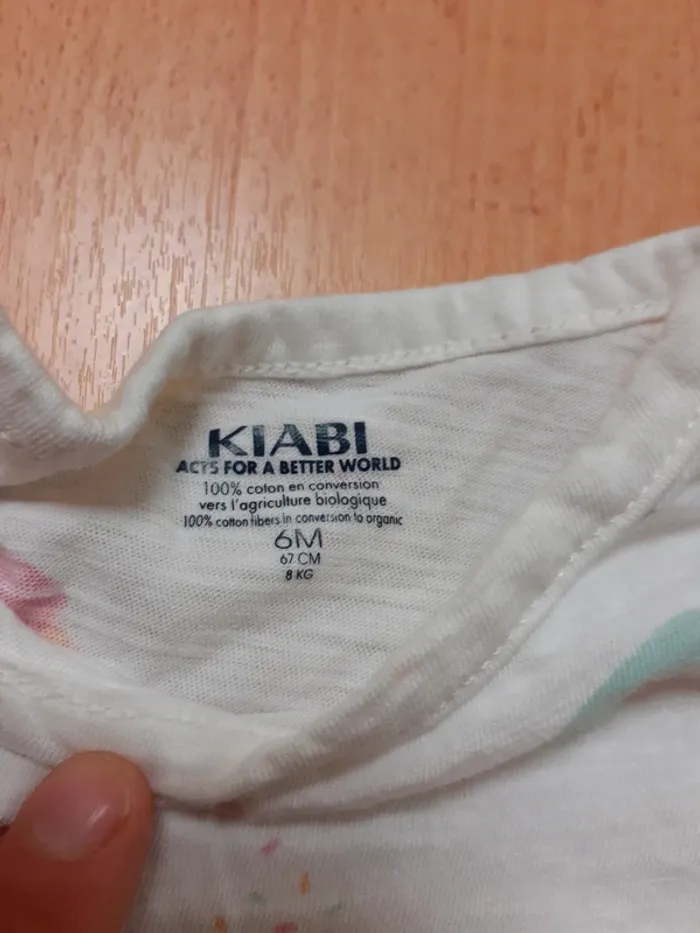 KIABI
ACTS FOR A BETTER WORLD
100% coton en conversion
vers l'agriculture biologique
100% cotton fibers in conversion to organic
6M
67 CM
8 KG